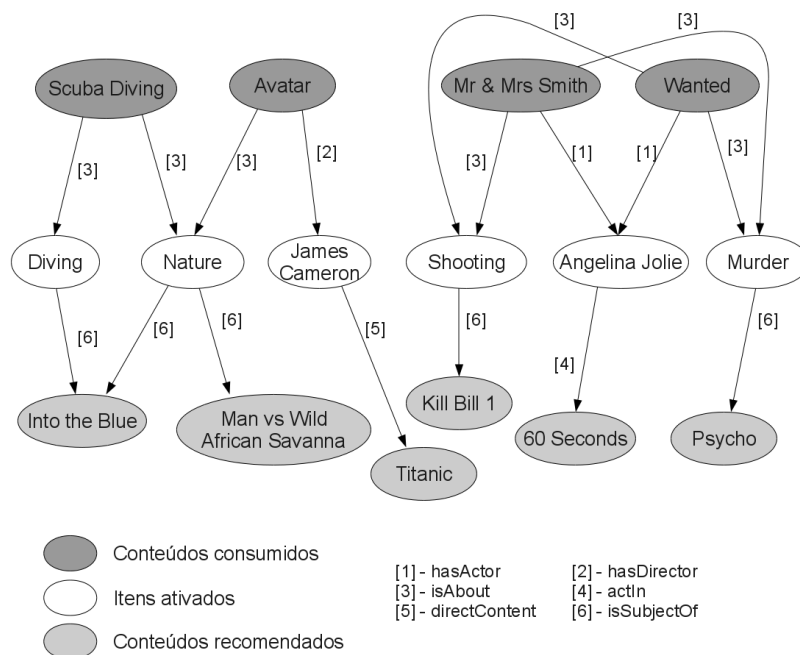 [3]
[3]
Scuba Diving
Avatar
Mr & Mrs Smith
Wanted
[3]
[3]
[3]
[2]
[3]
[1]
[1]
[3]
Diving
Nature
James
Cameron
Shooting
Angelina Jolie
Murder
[6]
[6]
[6]
[5]
[6]
[4]
[6]
Into the Blue
Man vs Wild
African Savanna
Kill Bill 1
Titanic
60 Seconds
Psycho
Conteúdos consumidos
Itens ativados
Conteúdos recomendados
[1] - hasActor
[2] - hasDirector
[3] - isAbout
[4] - actIn
[5] - directContent
[6] - isSubjectOf